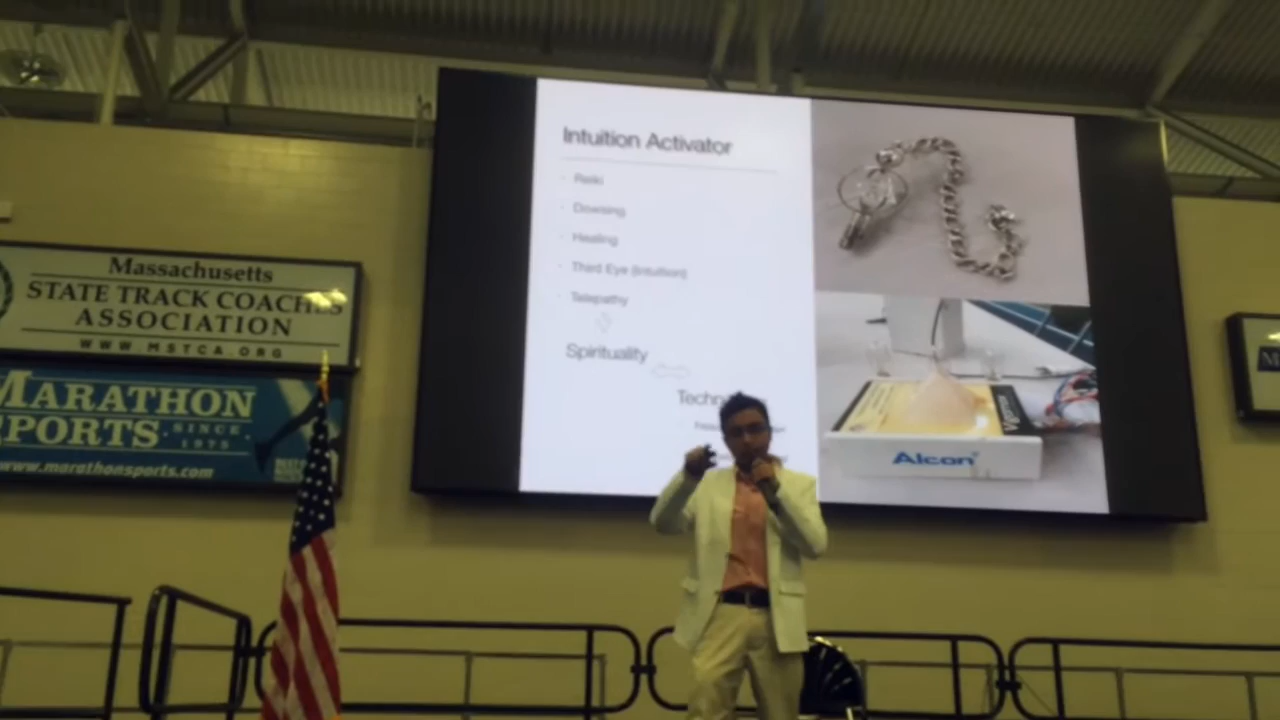 Intuition Activator
Reiki
Dowsing
Healing
Third Eye (Intuition)
Telepathy
Spirituality
Alcon
Massachusetts
STATE TRACK COACHES
ASSOCIATION
WWW.MSTCA.ORG
MARATHON
SPORTS. SINCE 1975
www.marathonsports.com